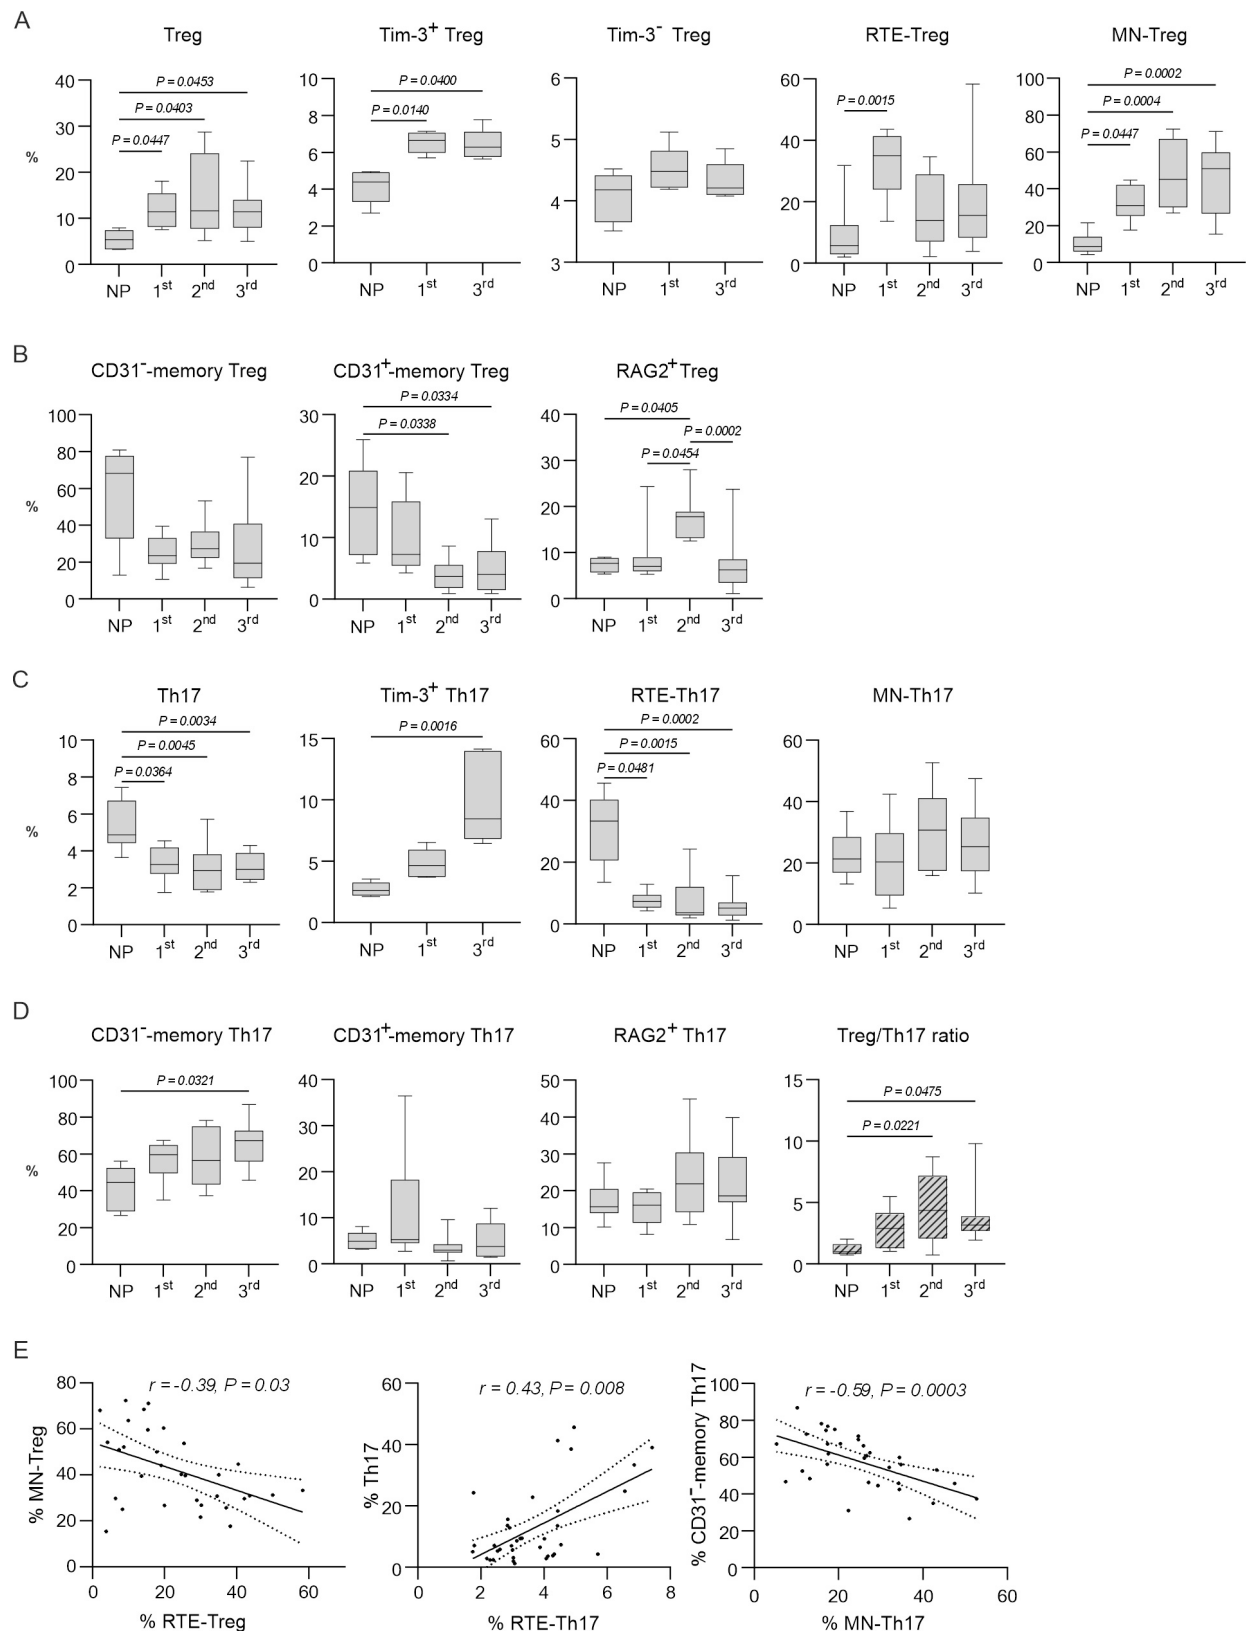 A
Treg
Tim-3⁺ Treg
Tim-3⁻ Treg
RTE-Treg
MN-Treg
%
40
30
20
10
0
P = 0.0453
P = 0.0403
P = 0.0447
NP 1st 2nd 3rd
10
8
6
4
2
0
P = 0.0400
P = 0.0140
NP 1st 3rd
6
5
4
3
NP 1st 3rd
60
40
20
0
P = 0.0015
NP 1st 2nd 3rd
100
80
60
40
20
0
P = 0.0002
P = 0.0004
P = 0.0447
NP 1st 2nd 3rd
B
CD31⁻-memory Treg
CD31⁺-memory Treg
RAG2⁺ Treg
%
100
80
60
40
20
0
NP 1st 2nd 3rd
30
20
10
0
P = 0.0334
P = 0.0338
NP 1st 2nd 3rd
40
30
20
10
0
P = 0.0405
P = 0.0002
P = 0.0454
NP 1st 2nd 3rd
C
Th17
Tim-3⁺ Th17
RTE-Th17
MN-Th17
%
10
8
6
4
2
0
P = 0.0034
P = 0.0045
P = 0.0364
NP 1st 2nd 3rd
15
10
5
0
P = 0.0016
NP 1st 3rd
60
40
20
0
P = 0.0002
P = 0.0015
P = 0.0481
NP 1st 2nd 3rd
60
40
20
0
NP 1st 2nd 3rd
D
CD31⁻-memory Th17
CD31⁺-memory Th17
RAG2⁺ Th17
Treg/Th17 ratio
%
100
80
60
40
20
0
P = 0.0321
NP 1st 2nd 3rd
40
30
20
10
0
NP 1st 2nd 3rd
50
40
30
20
10
0
NP 1st 2nd 3rd
15
10
5
0
P = 0.0475
P = 0.0221
NP 1st 2nd 3rd
E
% MN-Treg
80
60
40
20
0
r = -0.39, P = 0.03
0 20 40 60
% RTE-Treg
% Th17
60
40
20
0
r = 0.43, P = 0.008
0 2 4 6 8
% RTE-Th17
% CD31⁻-memory Th17
100
80
60
40
20
0
r = -0.59, P = 0.0003
0 20 40 60
% MN-Th17